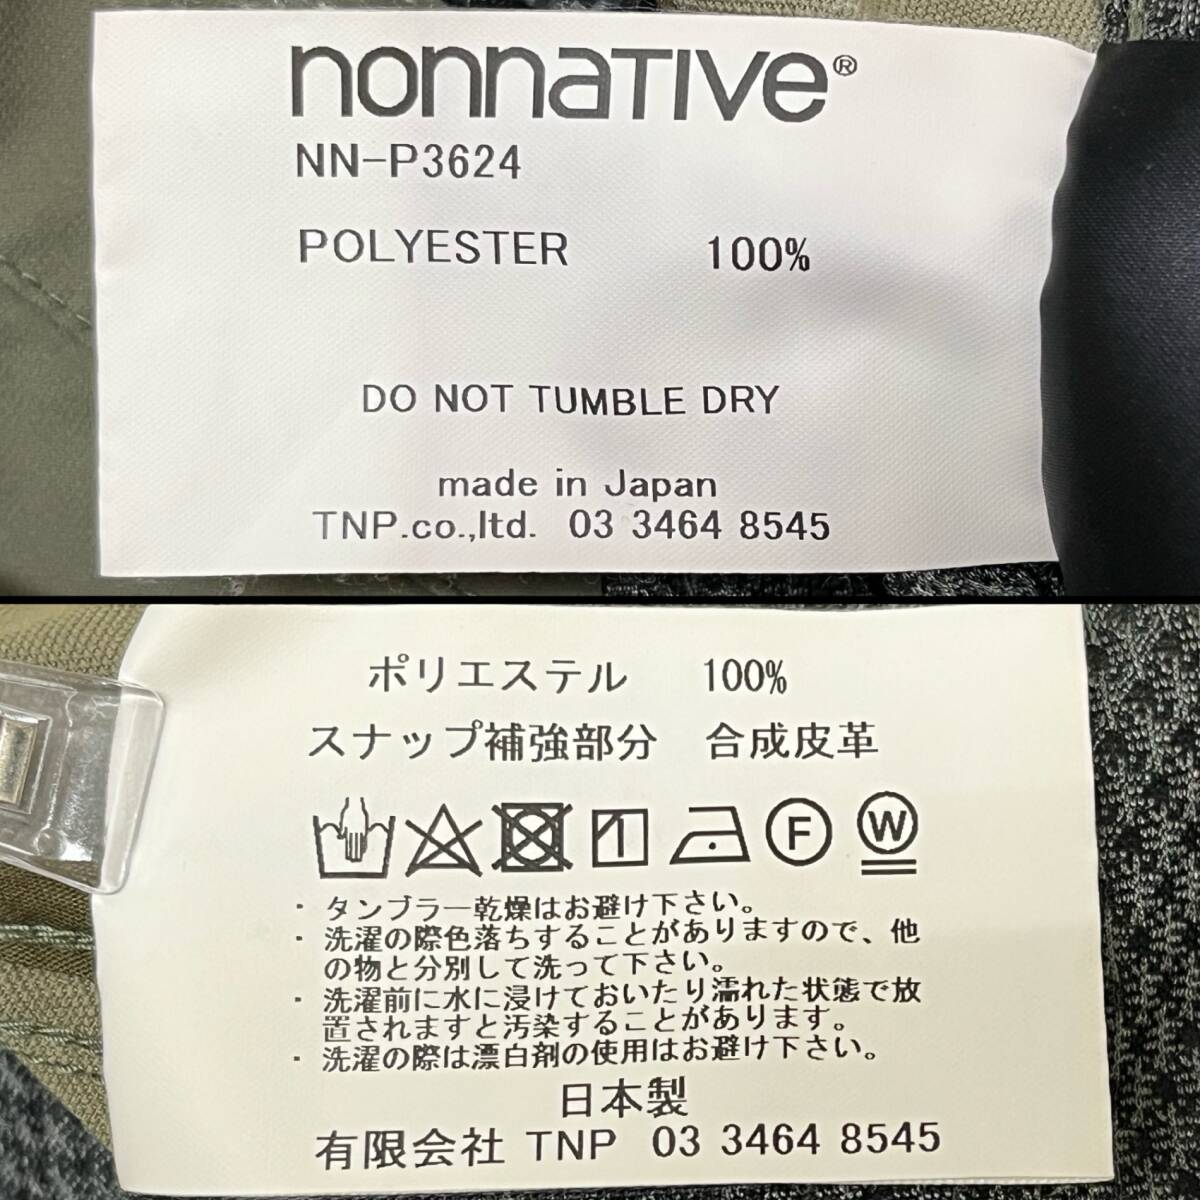 nonnaTIVe®
NN-P3624
POLYESTER 100%
DO NOT TUMBLE DRY
made in Japan
TNP.co.,ltd. 03 3464 8545
ポリエステル 100%
スナップ補強部分 合成皮革
F W
・タンブラー乾燥はお避け下さい。
・洗濯の際色落ちすることがありますので、他
の物と分別して洗って下さい。
・洗濯前に水に浸けておいたり濡れた状態で放
置されますと汚染することがあります。
・洗濯の際は漂白剤の使用はお避け下さい。
日本製
有限会社 TNP 03 3464 8545